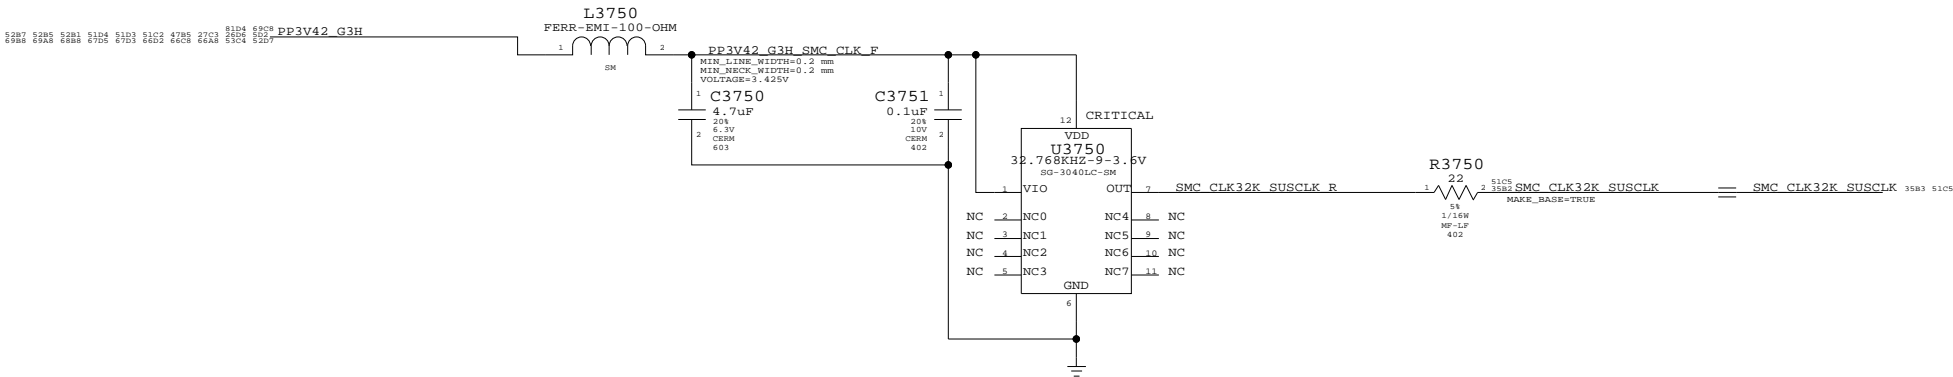 L3750
FERR-EMI-100-OHM
81D4 69C8
52B7 52B5 52B1 51D4 51D3 51C2 47B5 27C3 26D6 5D2
69B8 69A8 68B8 67D5 67D3 66D2 66C8 66A8 53C4 52D7
PP3V42_G3H
1
2
SM
PP3V42_G3H_SMC_CLK_F
MIN_LINE_WIDTH=0.2 mm
MIN_NECK_WIDTH=0.2 mm
VOLTAGE=3.425V
1
C3750
4.7uF
20%
6.3V
CERM
603
2
C3751
0.1uF
20%
10V
CERM
402
1
2
12
CRITICAL
VDD
U3750
32.768KHZ-9-3.6V
SG-3040LC-SM
1 VIO
OUT 7
SMC_CLK32K_SUSCLK_R
NC 2 NC0
NC4 8 NC
NC 3 NC1
NC5 9 NC
NC 4 NC2
NC6 10 NC
NC 5 NC3
NC7 11 NC
GND
6
R3750
22
1
2
5%
1/16W
MF-LF
402
51C5
35B2
SMC_CLK32K_SUSCLK
MAKE_BASE=TRUE
SMC_CLK32K_SUSCLK
35B3 51C5